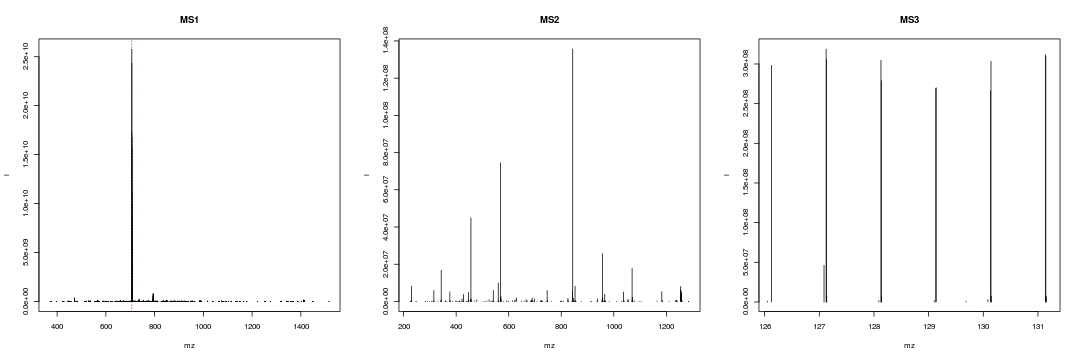 MS1
2.5e+10
2.0e+10
1.5e+10
1.0e+10
5.0e+09
0.0e+00
I
400 600 800 1000 1200 1400
mz
MS2
1.4e+08
1.2e+08
1.0e+08
8.0e+07
6.0e+07
4.0e+07
2.0e+07
0.0e+00
I
200 400 600 800 1000 1200
mz
MS3
3.0e+08
2.5e+08
2.0e+08
1.5e+08
1.0e+08
5.0e+07
0.0e+00
I
126 127 128 129 130 131
mz